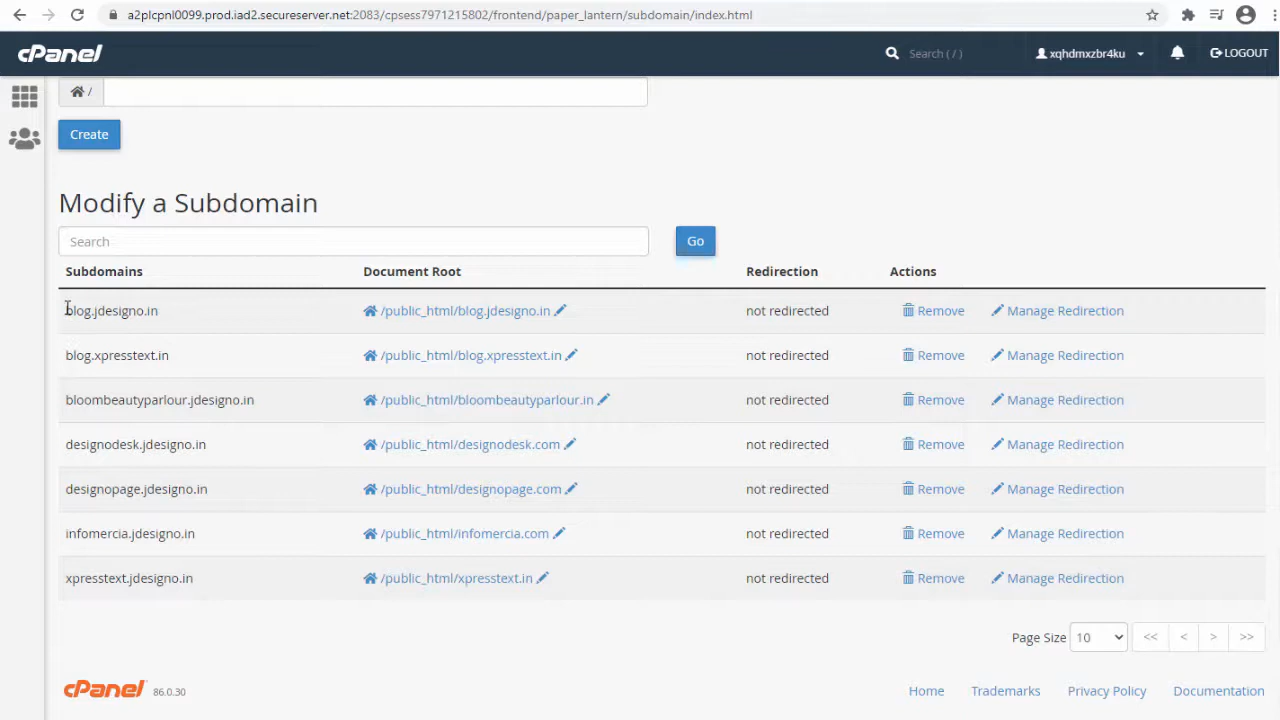 a2plcpnl0099.prod.iad2.secureserver.net:2083/cpsess7971215802/frontend/paper_lantern/subdomain/index.html
cPanel Search ( / ) xqhdmxzbr4ku LOGOUT
/
Create
Modify a Subdomain
Search Go
Subdomains Document Root Redirection Actions
blog.jdesigno.in /public_html/blog.jdesigno.in not redirected Remove Manage Redirection
blog.xpresstext.in /public_html/blog.xpresstext.in not redirected Remove Manage Redirection
bloombeautyparlour.jdesigno.in /public_html/bloombeautyparlour.in not redirected Remove Manage Redirection
designodesk.jdesigno.in /public_html/designodesk.com not redirected Remove Manage Redirection
designopage.jdesigno.in /public_html/designopage.com not redirected Remove Manage Redirection
infomercia.jdesigno.in /public_html/infomercia.com not redirected Remove Manage Redirection
xpresstext.jdesigno.in /public_html/xpresstext.in not redirected Remove Manage Redirection
Page Size 10 << < > >>
cPanel 86.0.30 Home Trademarks Privacy Policy Documentation